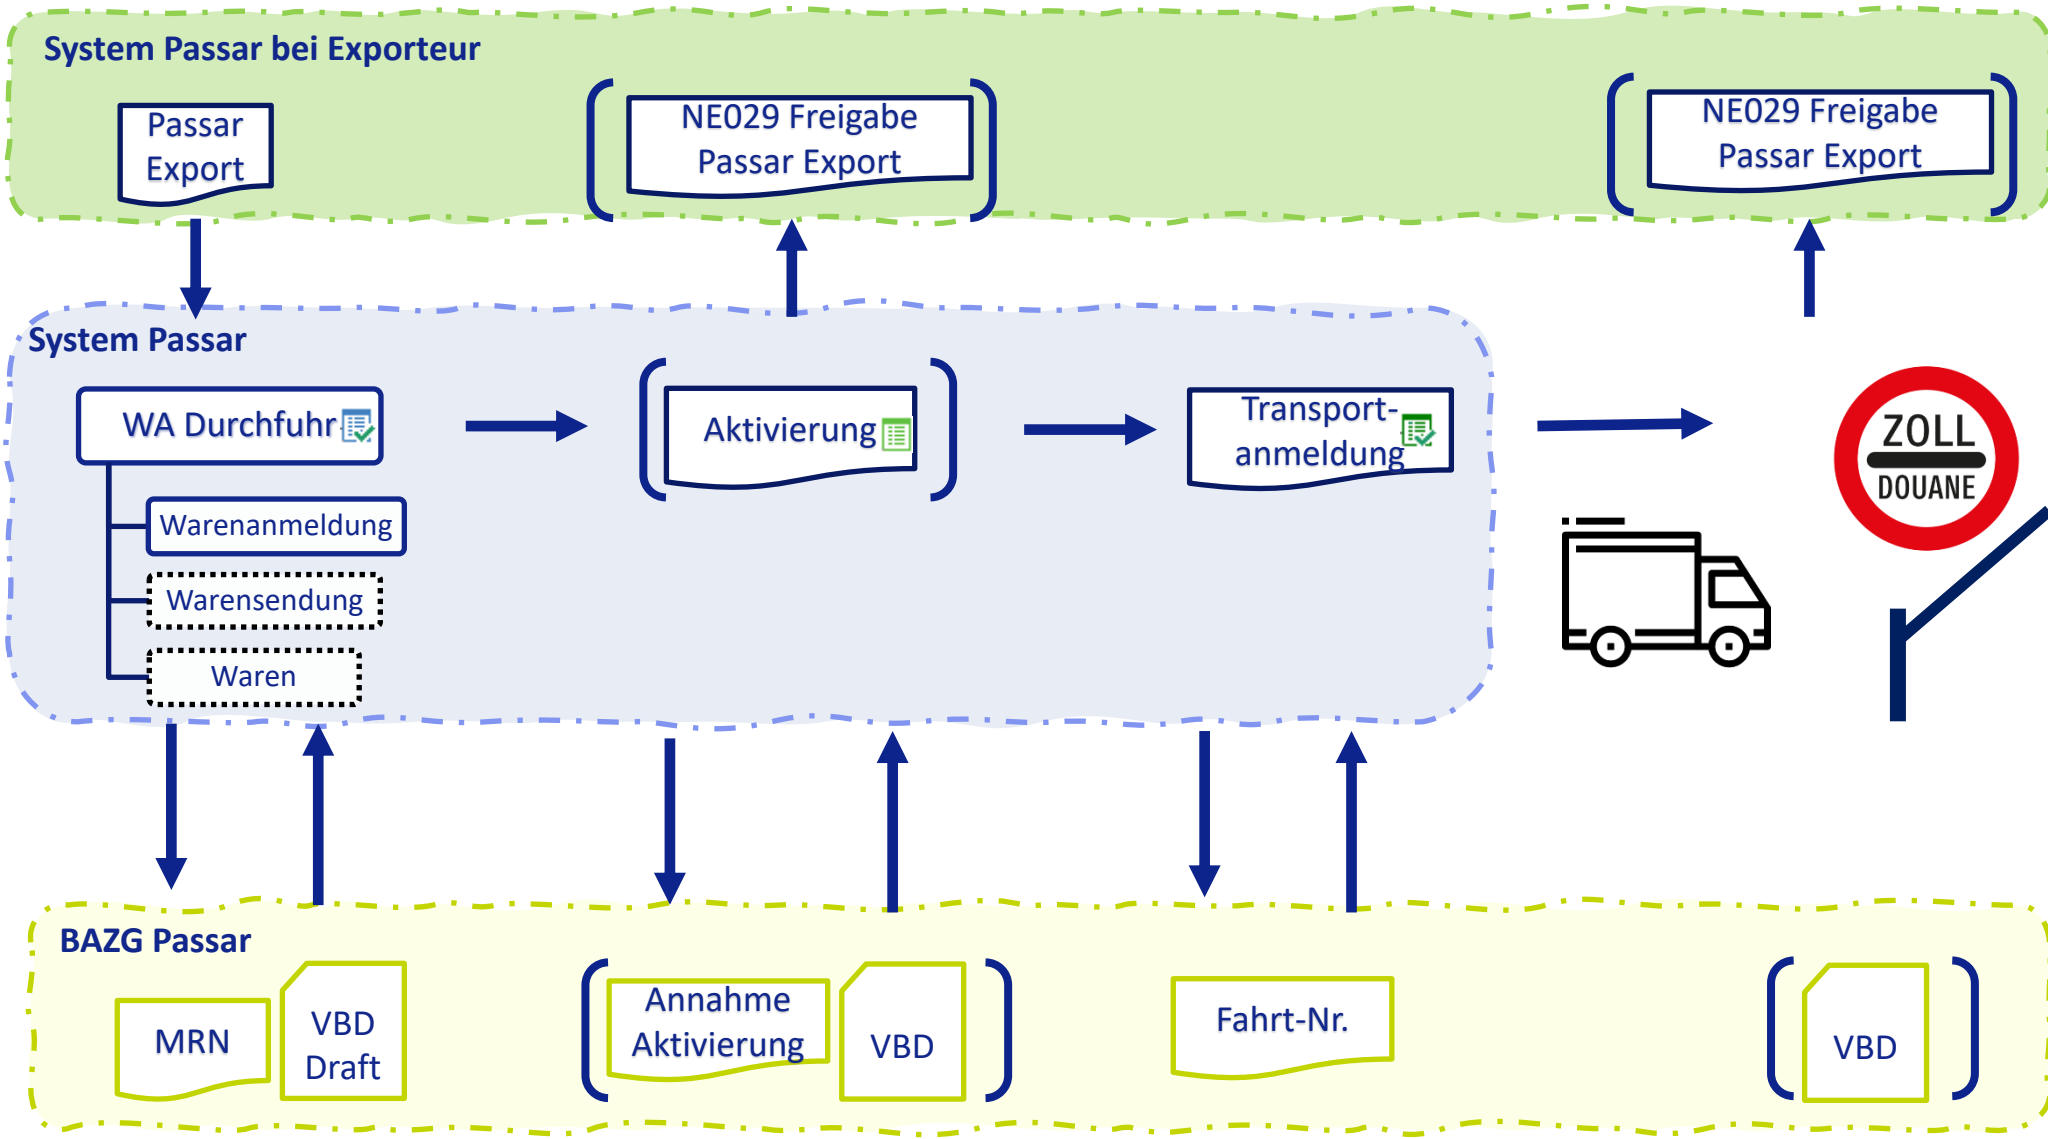 System Passar bei Exporteur
Passar
Export
NE029 Freigabe
Passar Export
NE029 Freigabe
Passar Export
System Passar
WA Durchfuhr
Aktivierung
Transport-
anmeldung
Warenanmeldung
Warensendung
Waren
ZOLL
DOUANE
BAZG Passar
MRN
VBD
Draft
Annahme
Aktivierung
VBD
Fahrt-Nr.
VBD